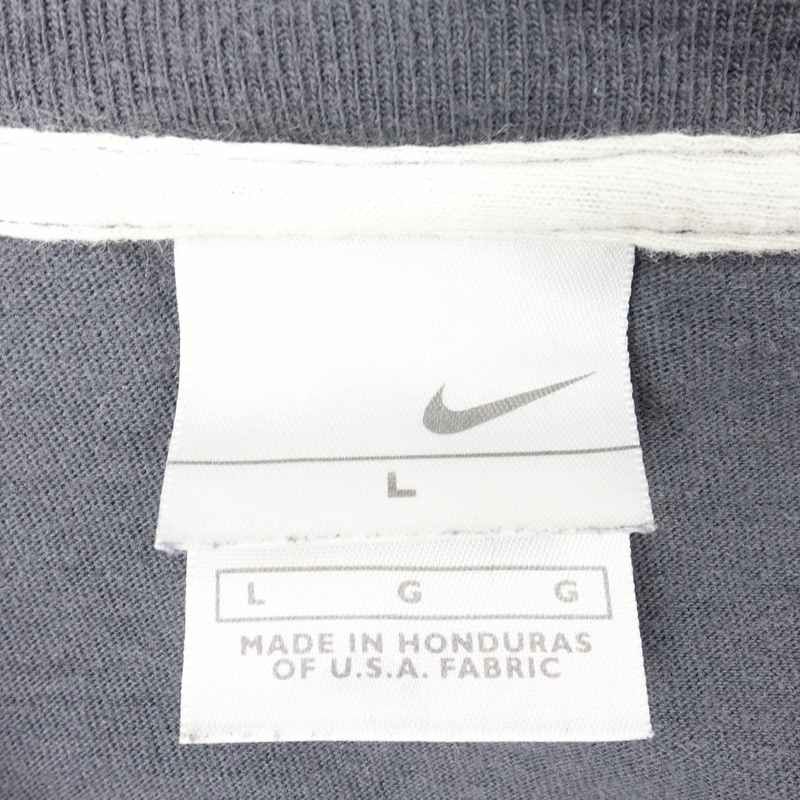 L
L G G
MADE IN HONDURAS
OF U.S.A. FABRIC